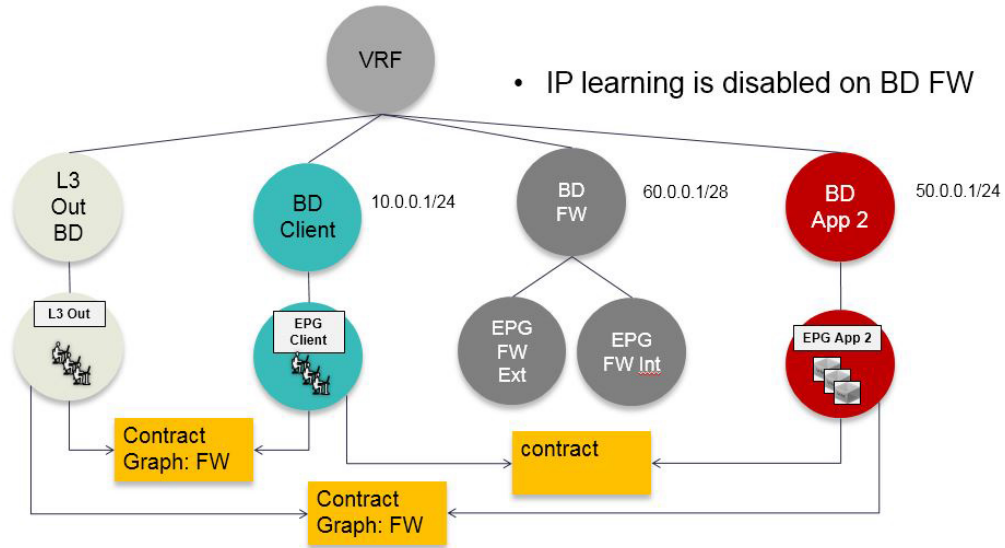 VRF
• IP learning is disabled on BD FW
L3
Out
BD
BD
Client
10.0.0.1/24
BD
FW
60.0.0.1/28
BD
App 2
50.0.0.1/24
L3 Out
EPG
Client
EPG
FW
Ext
EPG
FW Int
EPG App 2
Contract
Graph: FW
contract
Contract
Graph: FW